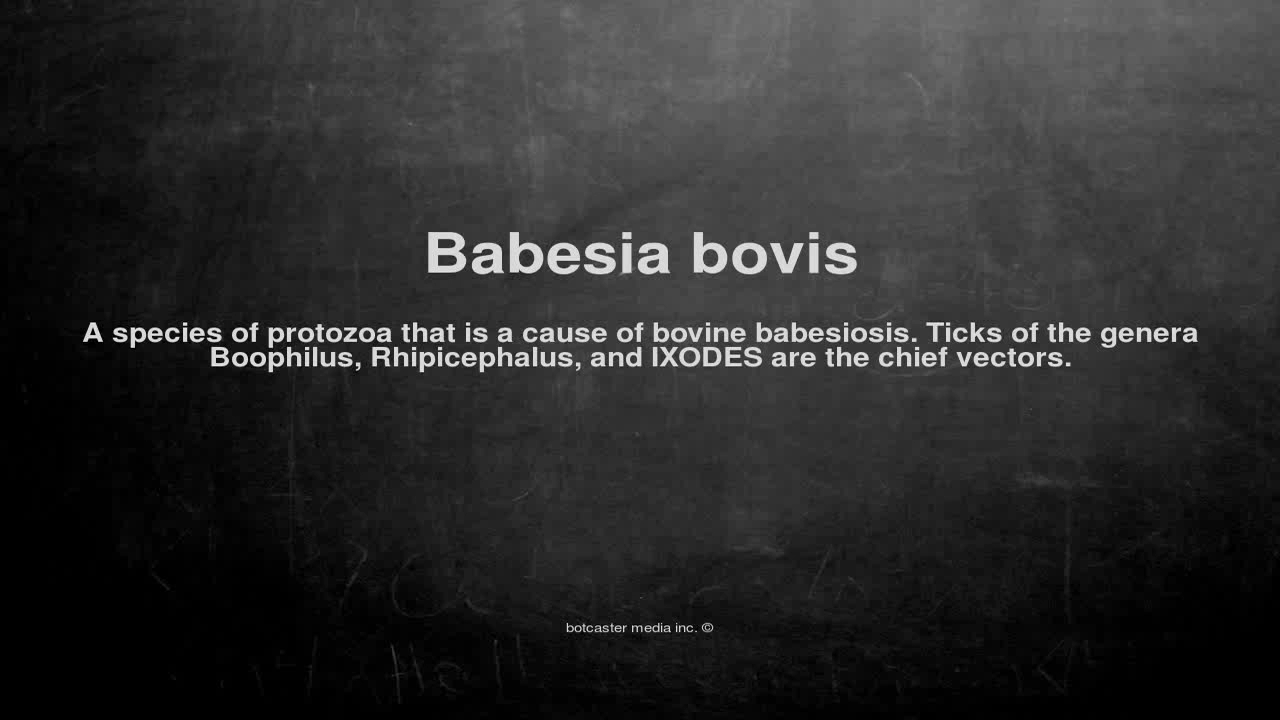 Babesia bovis
A species of protozoa that is a cause of bovine babesiosis. Ticks of the genera
Boophilus, Rhipicephalus, and IXODES are the chief vectors.
botcaster media inc. ©